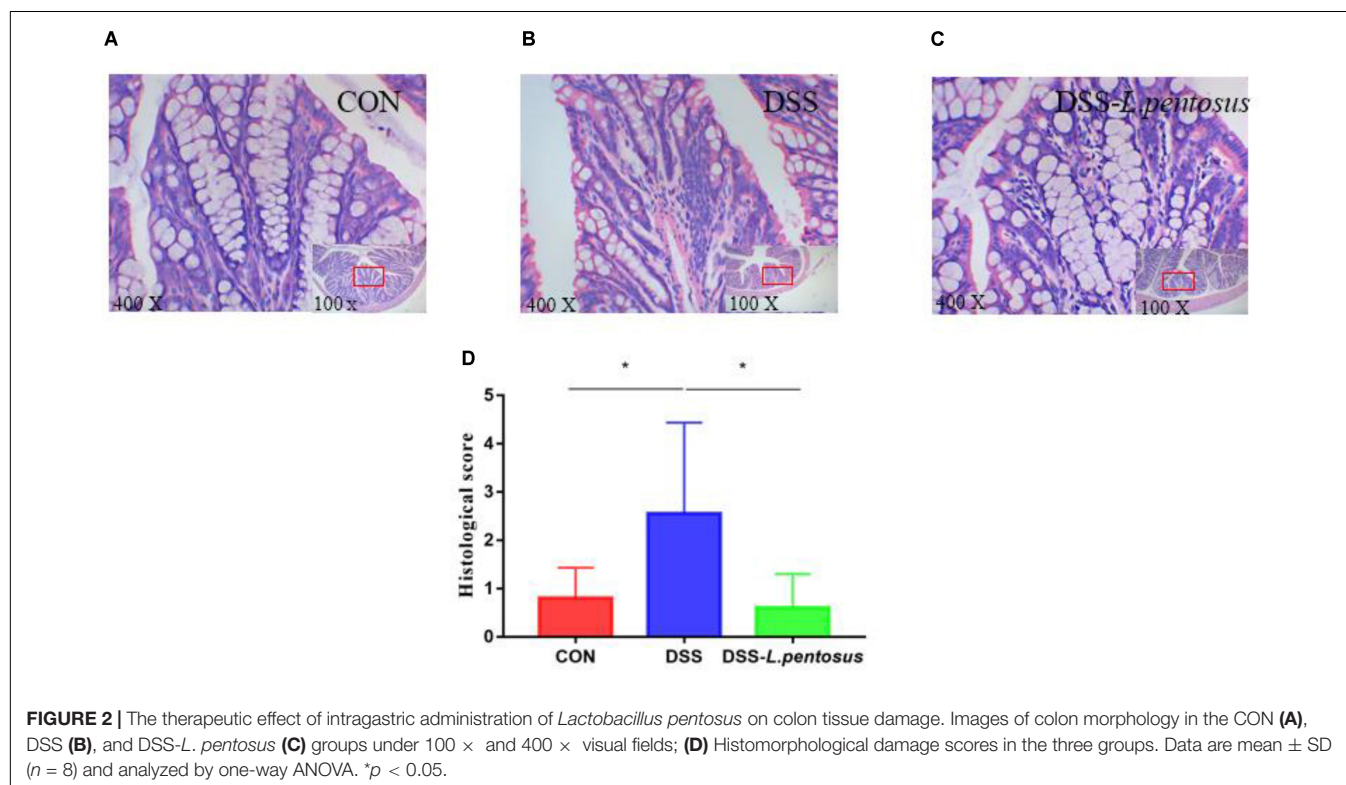 A
B
C
CON
DSS
DSS-L.pentosus
400 X
100 x
400 X
100 X
400 X
100 X
D
*
*
Histological score
5
4
3
2
1
0
CON
DSS
DSS-L.pentosus
FIGURE 2 | The therapeutic effect of intragastric administration of Lactobacillus pentosus on colon tissue damage. Images of colon morphology in the CON (A),
DSS (B), and DSS-L. pentosus (C) groups under 100 × and 400 × visual fields; (D) Histomorphological damage scores in the three groups. Data are mean ± SD
(n = 8) and analyzed by one-way ANOVA. *p < 0.05.